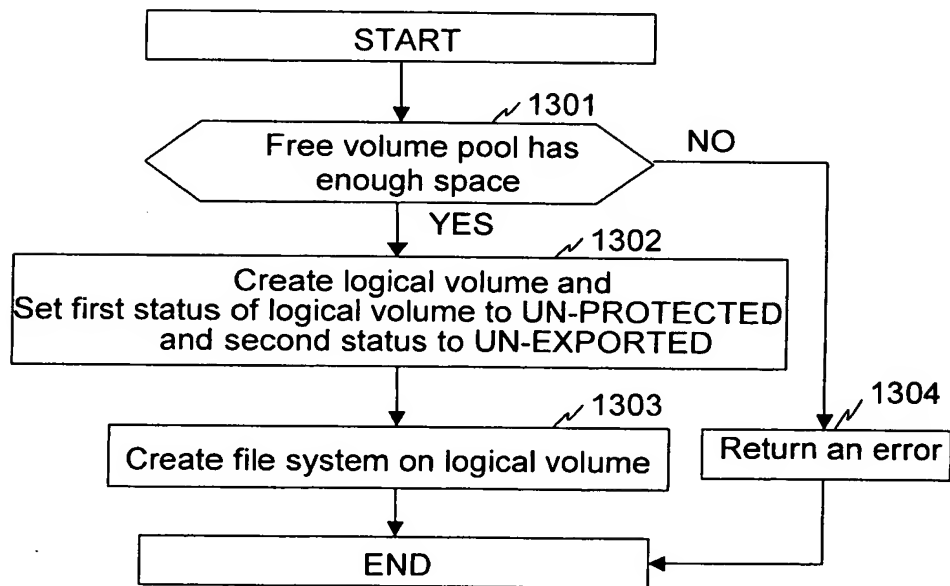 START
1301
Free volume pool has
enough space
NO
YES
1302
Create logical volume and
Set first status of logical volume to UN-PROTECTED
and second status to UN-EXPORTED
1303
Create file system on logical volume
1304
Return an error
END